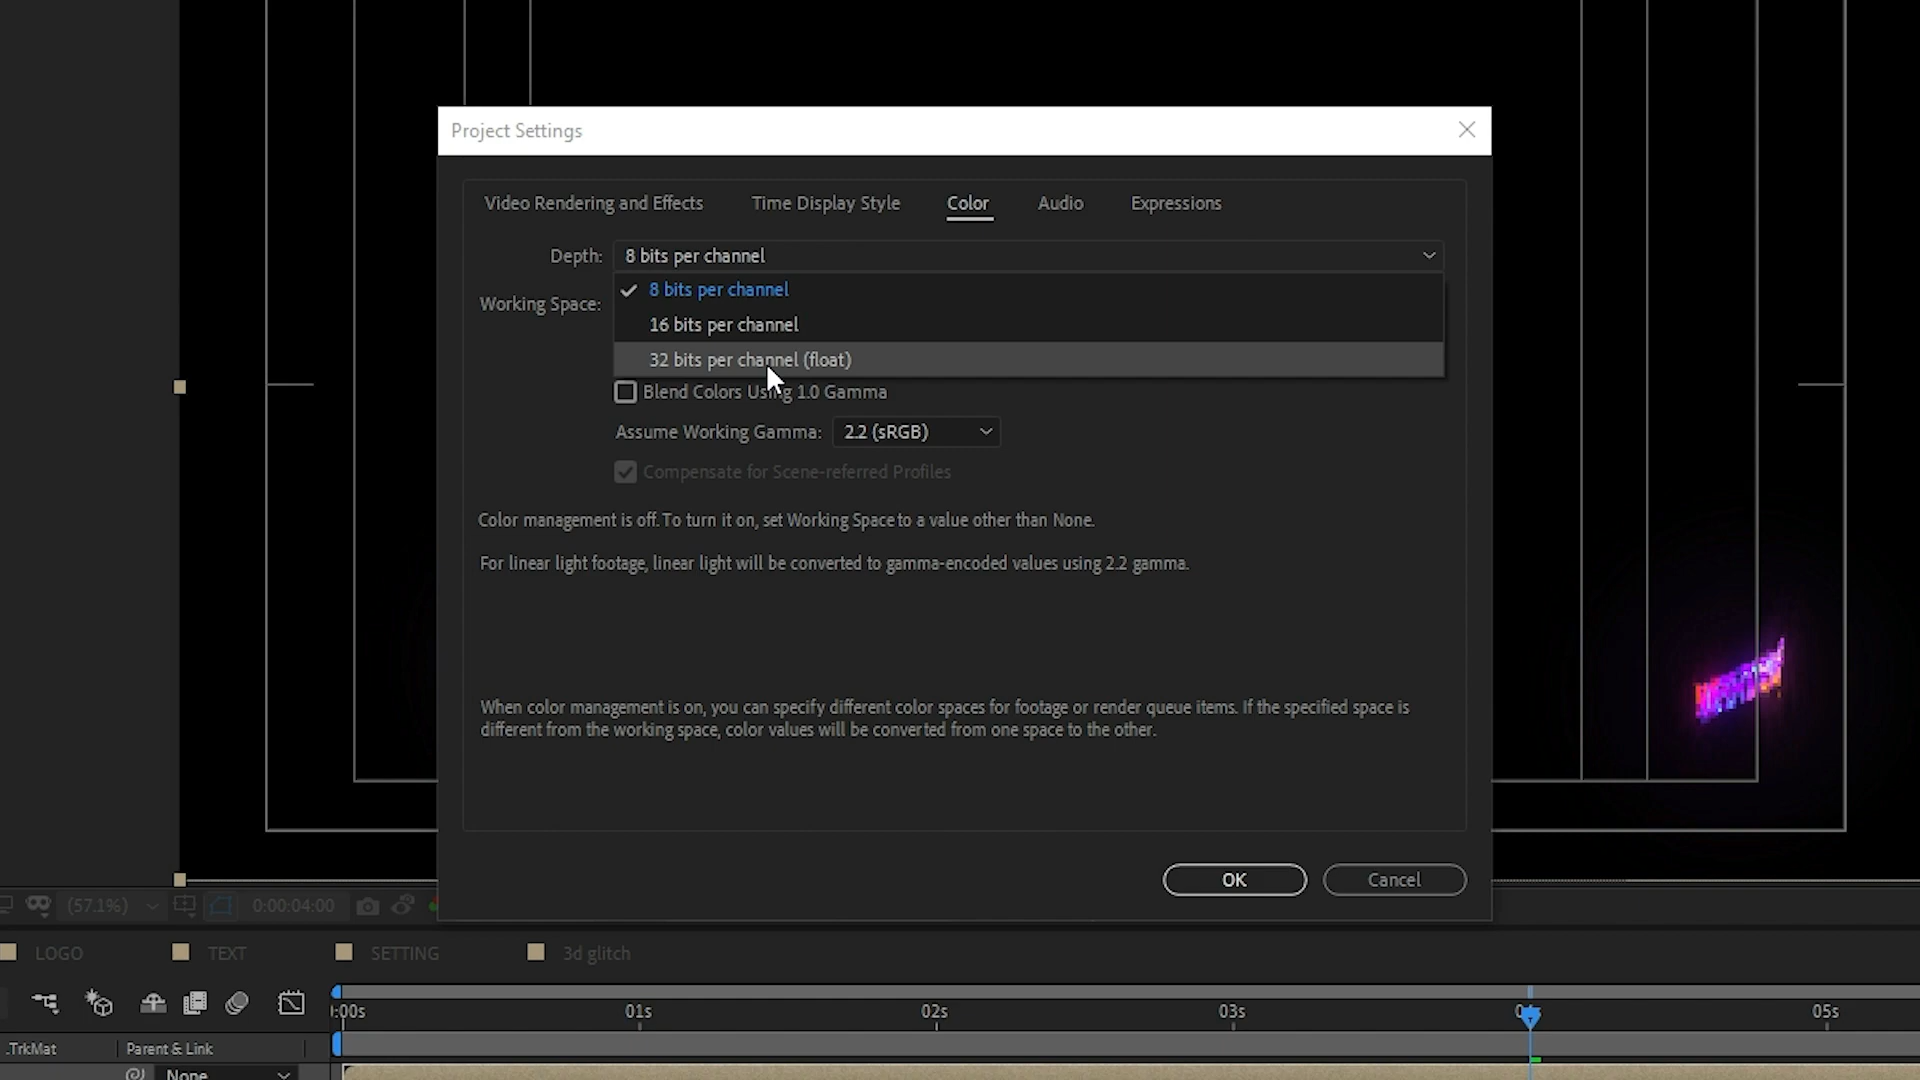 Project Settings
Video Rendering and Effects Time Display Style Color Audio Expressions
Depth: 8 bits per channel
8 bits per channel
Working Space:
16 bits per channel
32 bits per channel (float)
Blend Colors Using 1.0 Gamma
Assume Working Gamma: 2.2 (sRGB)
Compensate for Scene-referred Profiles
Color management is off. To turn it on, set Working Space to a value other than None.
For linear light footage, linear light will be converted to gamma-encoded values using 2.2 gamma.
When color management is on, you can specify different color spaces for footage or render queue items. If the specified space is
different from the working space, color values will be converted from one space to the other.
OK Cancel
(57.1%) 0:00:04:00
LOGO TEXT SETTING 3d glitch
:00s 01s 02s 03s 05s
.TrkMat Parent & Link
None